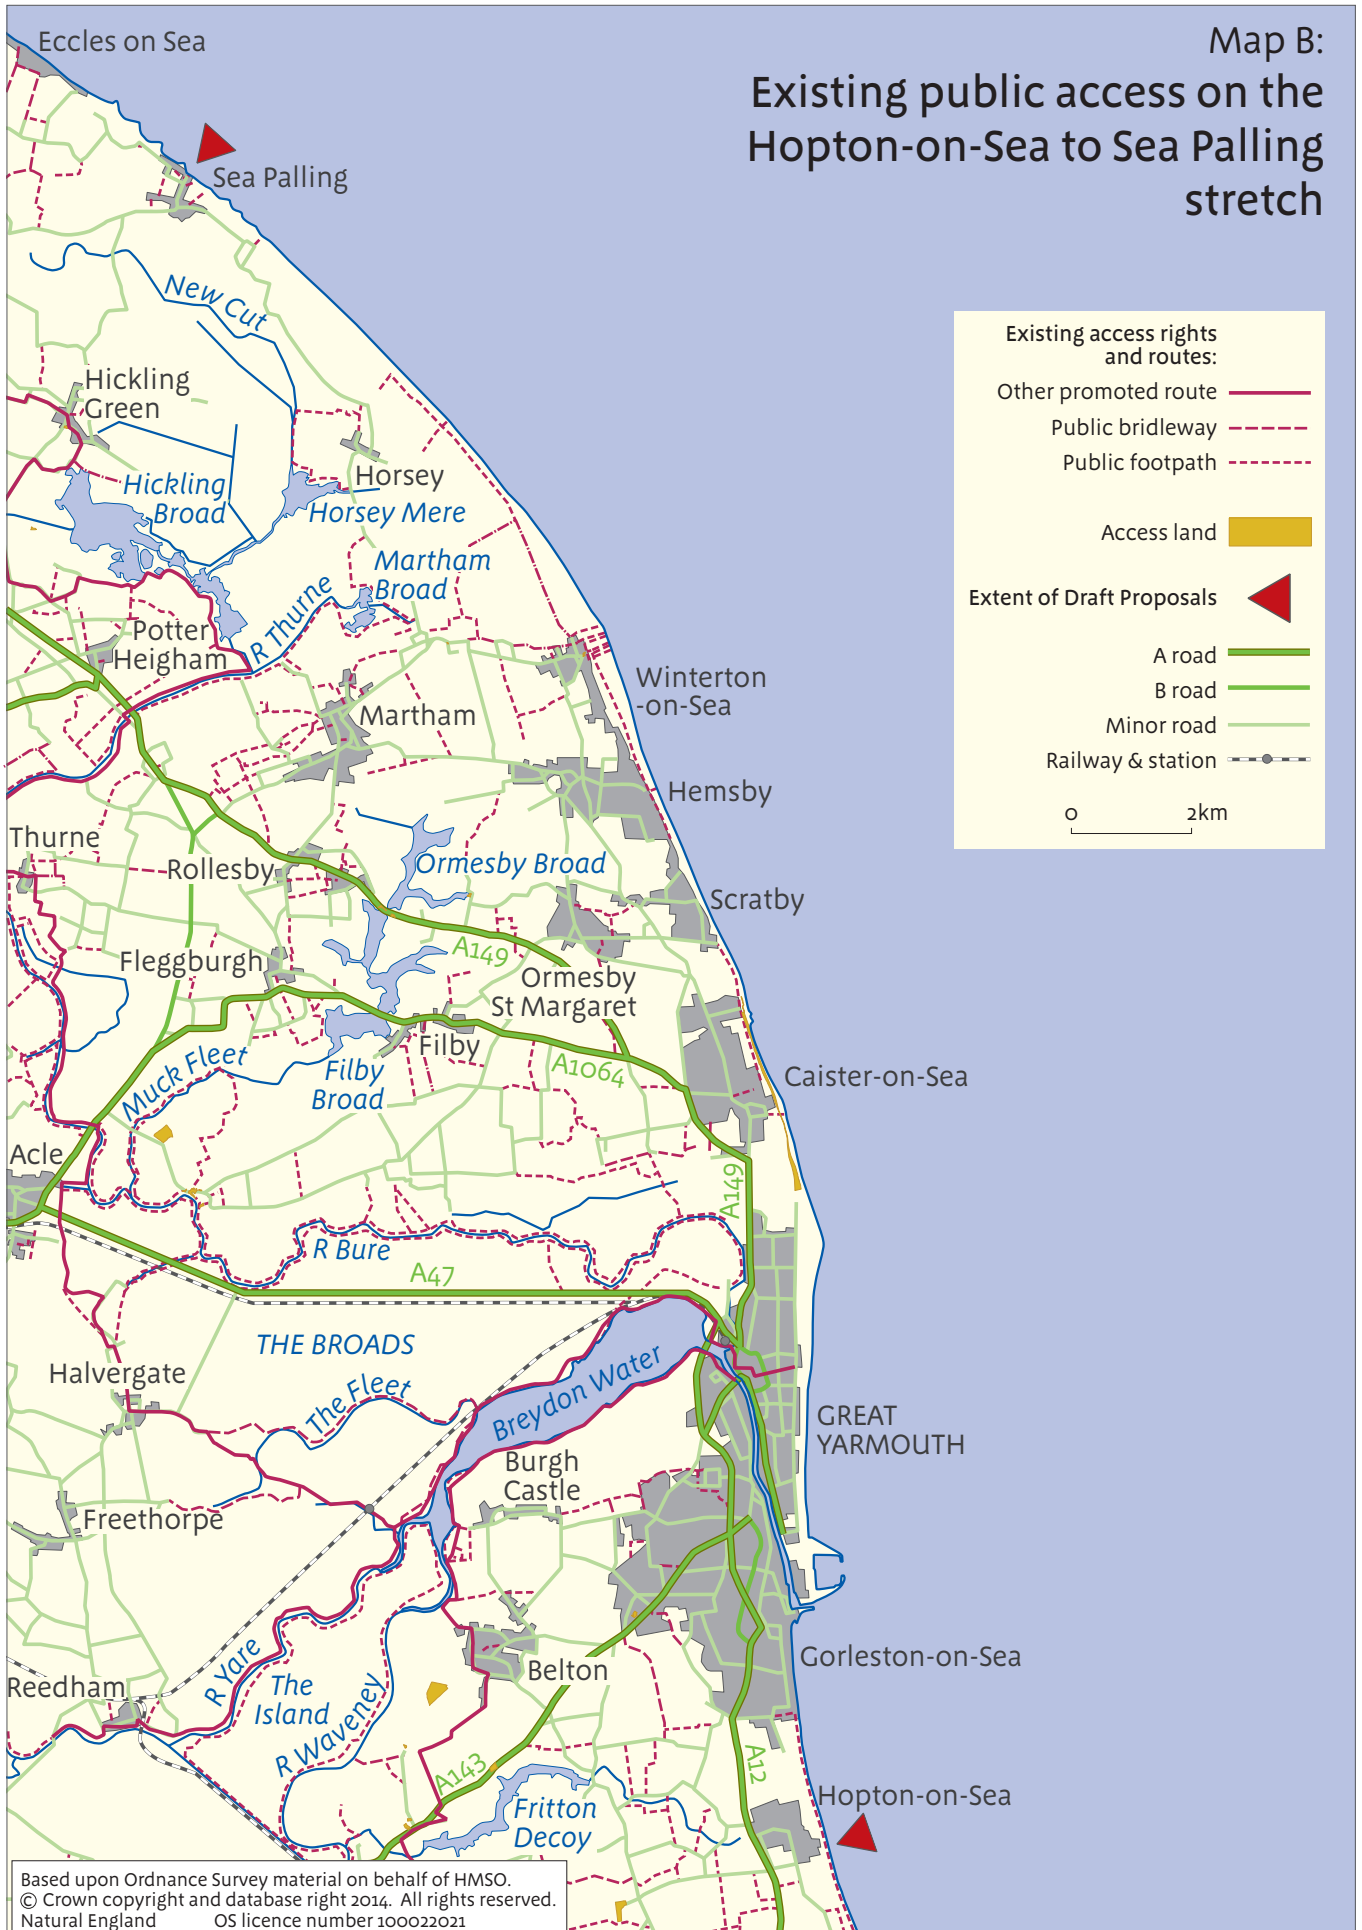 Map B:
Existing public access on the
Hopton-on-Sea to Sea Palling
stretch
Eccles on Sea
Sea Palling
New Cut
Existing access rights
and routes:
Other promoted route
Public bridleway
Public footpath
Access land
Extent of Draft Proposals
A road
B road
Minor road
Railway & station
0 2km
Hickling
Green
Hickling
Broad
Horsey
Horsey Mere
Martham
Broad
R Thurne
Potter
Heigham
Winterton
-on-Sea
Martham
Hemsby
Thurne
Rollesby
Ormesby Broad
Scratby
A149
Fleggburgh
Ormesby
St Margaret
Filby
A1064
Muck Fleet
Filby
Broad
Caister-on-Sea
Acle
A149
R Bure
A47
THE BROADS
Halvergate
The Fleet
Breydon Water
GREAT
YARMOUTH
Burgh
Castle
Freethorpe
R Yare
The
Island
R Waveney
Belton
Gorleston-on-Sea
Reedham
A143
A12
Hopton-on-Sea
Fritton
Decoy
Based upon Ordnance Survey material on behalf of HMSO.
© Crown copyright and database right 2014. All rights reserved.
Natural England OS licence number 100022021